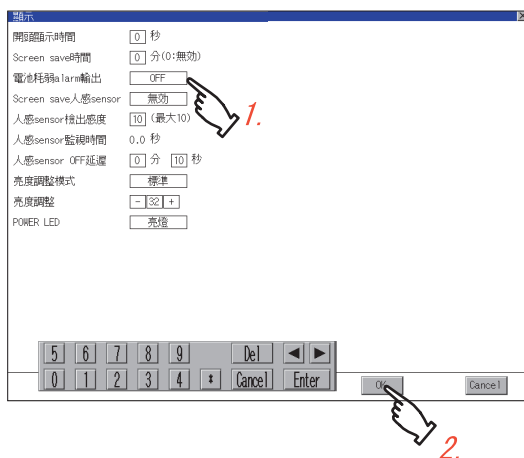 顯示
開頭顯示時間 0 秒
Screen save時間 0 分(0:無効)
電池耗弱alarm輸出 OFF
Screen save人感sensor 無効
人感sensor檢出感度 10 (最大10)
人感sensor監視時間 0.0 秒
人感sensor OFF延遲 0 分 10 秒
亮度調整模式 標準
亮度調整 - 32 +
POWER LED 亮燈
1.
5 6 7 8 9 Del ◀ ▶
0 1 2 3 4 Cancel Enter
OK Cancel
2.